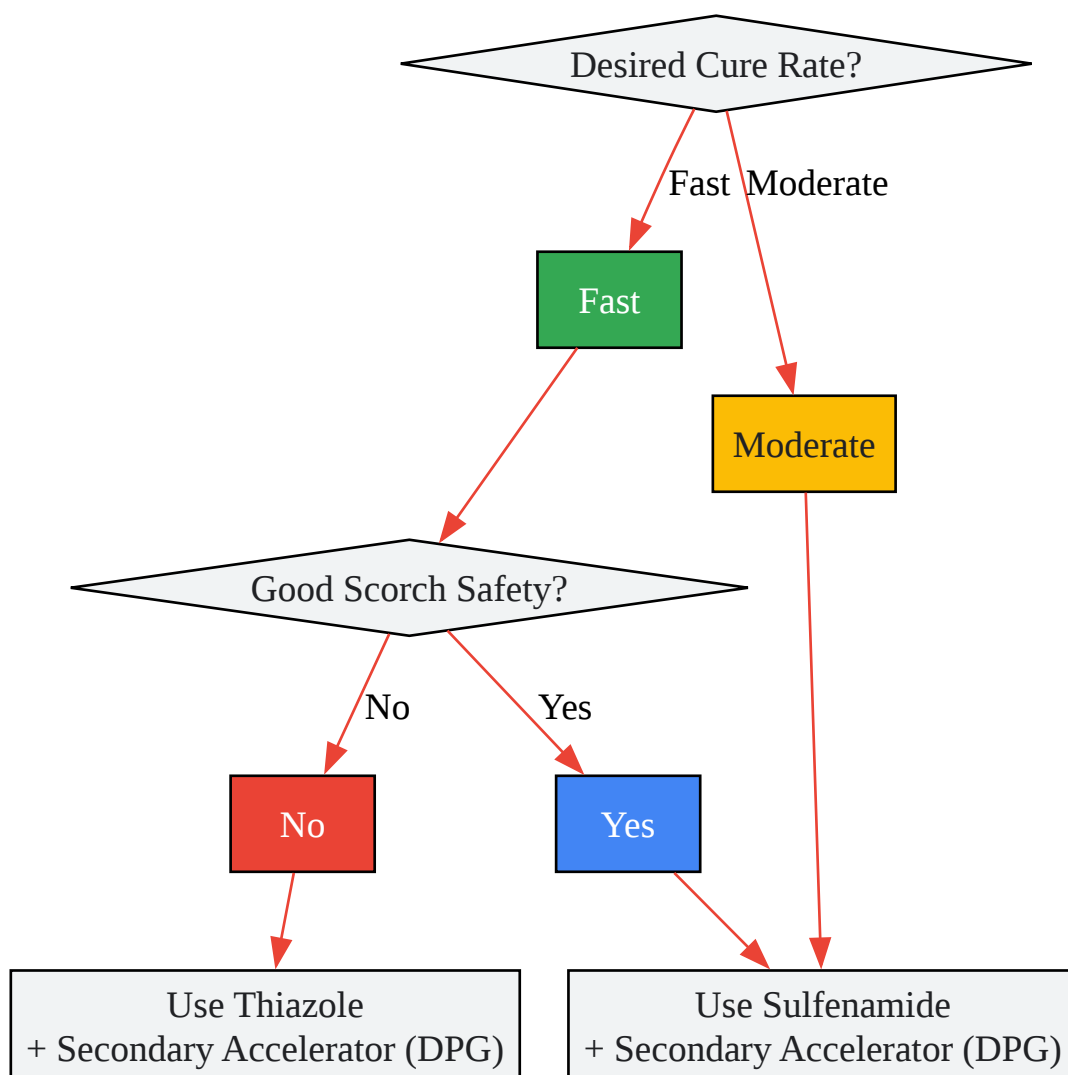 Desired Cure Rate?
Fast
Moderate
Fast
Moderate
Good Scorch Safety?
No
Yes
No
Yes
Use Thiazole
+ Secondary Accelerator (DPG)
Use Sulfenamide
+ Secondary Accelerator (DPG)